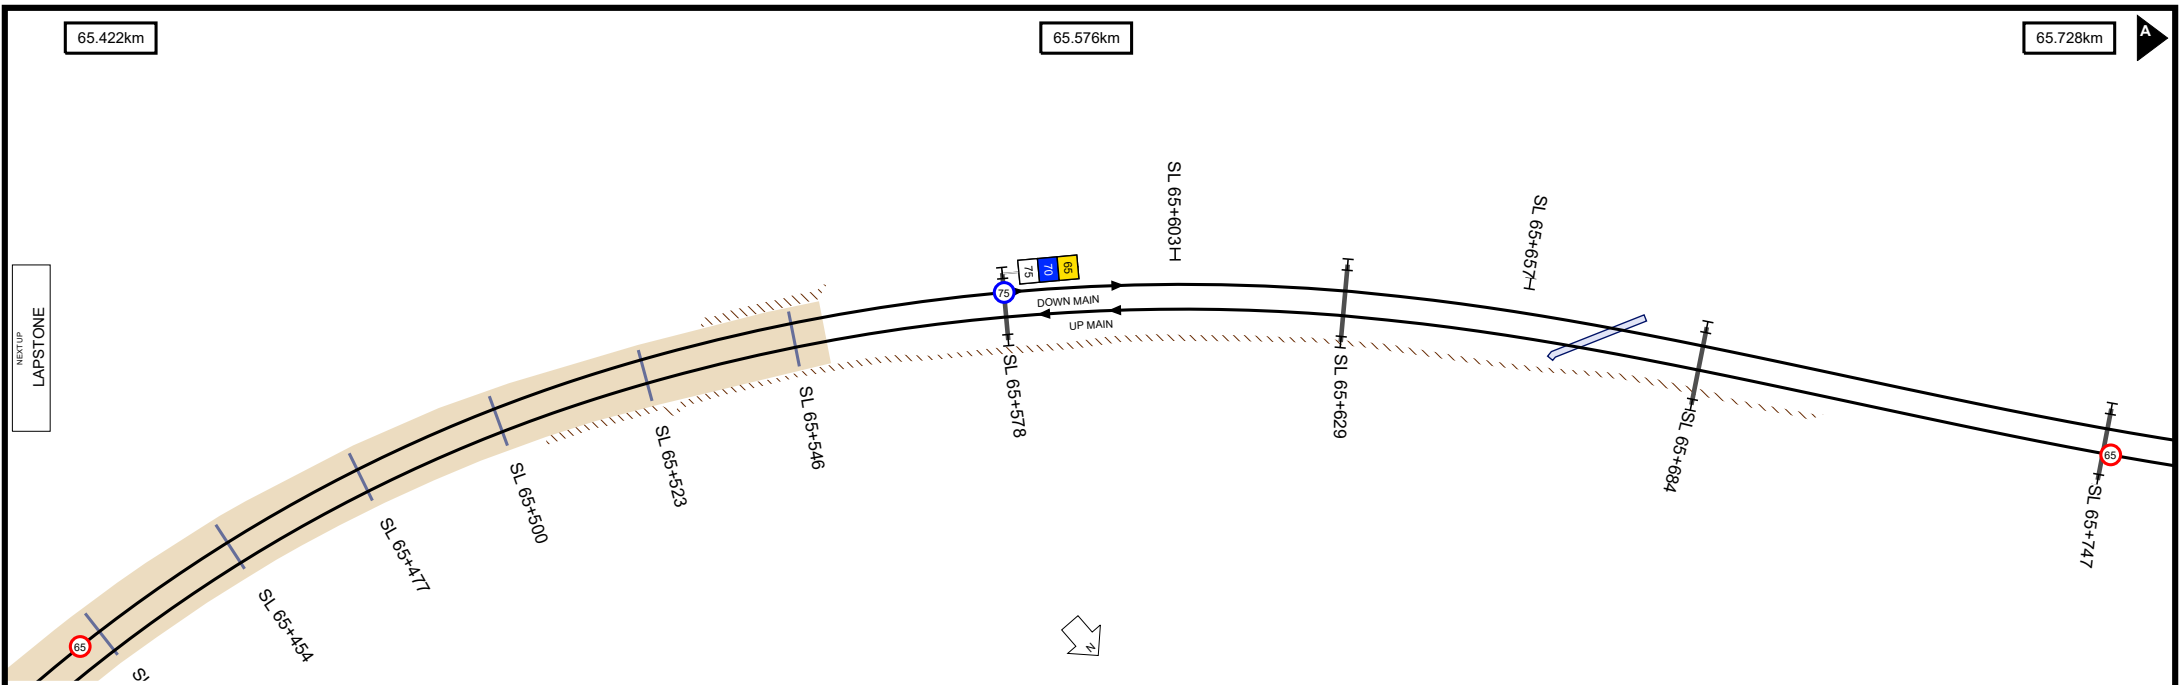 65.422km
65.576km
65.728km
A
NEXT UP
LAPSTONE
SL 65+603
SL 65+657
75
70
65
75
DOWN MAIN
UP MAIN
SL 65+578
SL 65+629
SL 65+684
65
SL 65+747
SL 65+546
SL 65+523
SL 65+500
SL 65+477
SL 65+454
65
SL
N